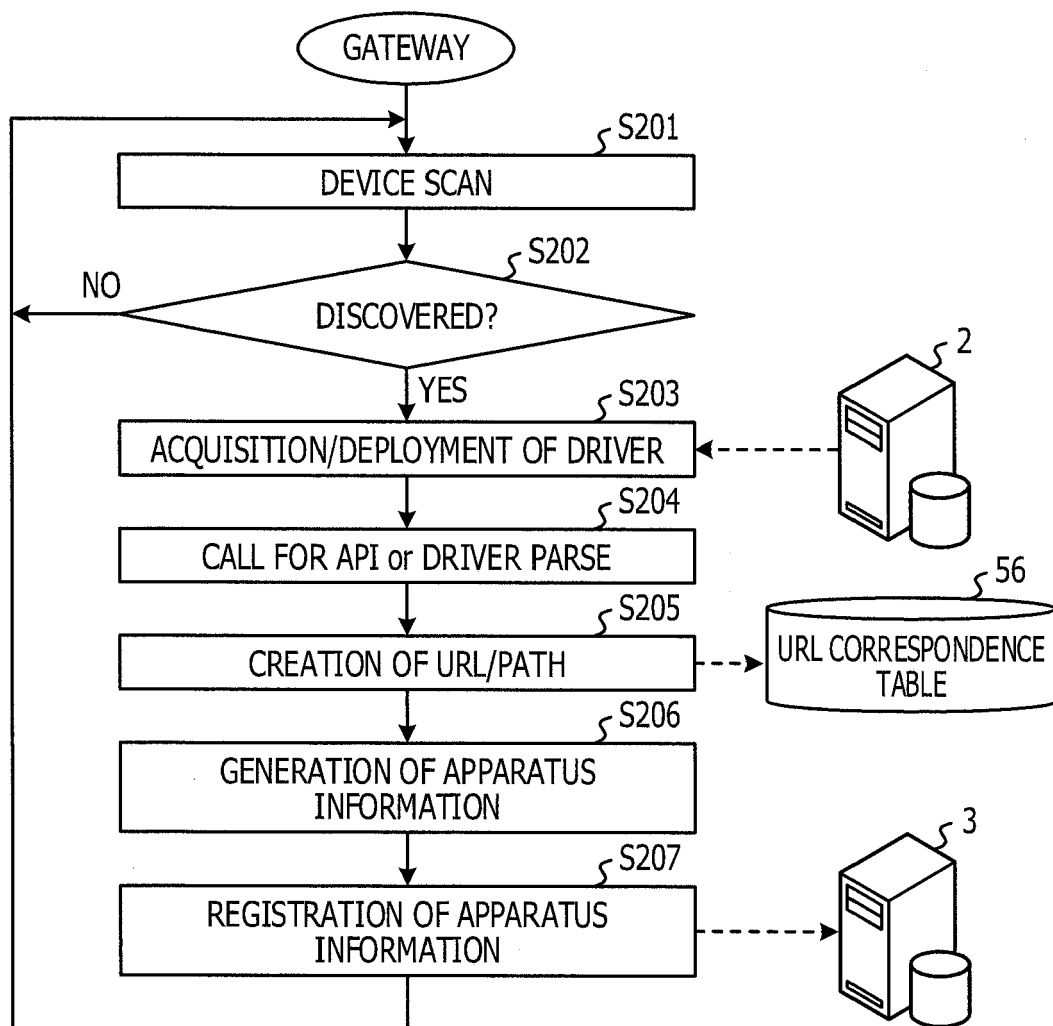 GATEWAY
S201
DEVICE SCAN
S202
NO
DISCOVERED?
YES
2
S203
ACQUISITION/DEPLOYMENT OF DRIVER
S204
CALL FOR API or DRIVER PARSE
56
S205
CREATION OF URL/PATH
URL CORRESPONDENCE
TABLE
S206
GENERATION OF APPARATUS
INFORMATION
3
S207
REGISTRATION OF APPARATUS
INFORMATION